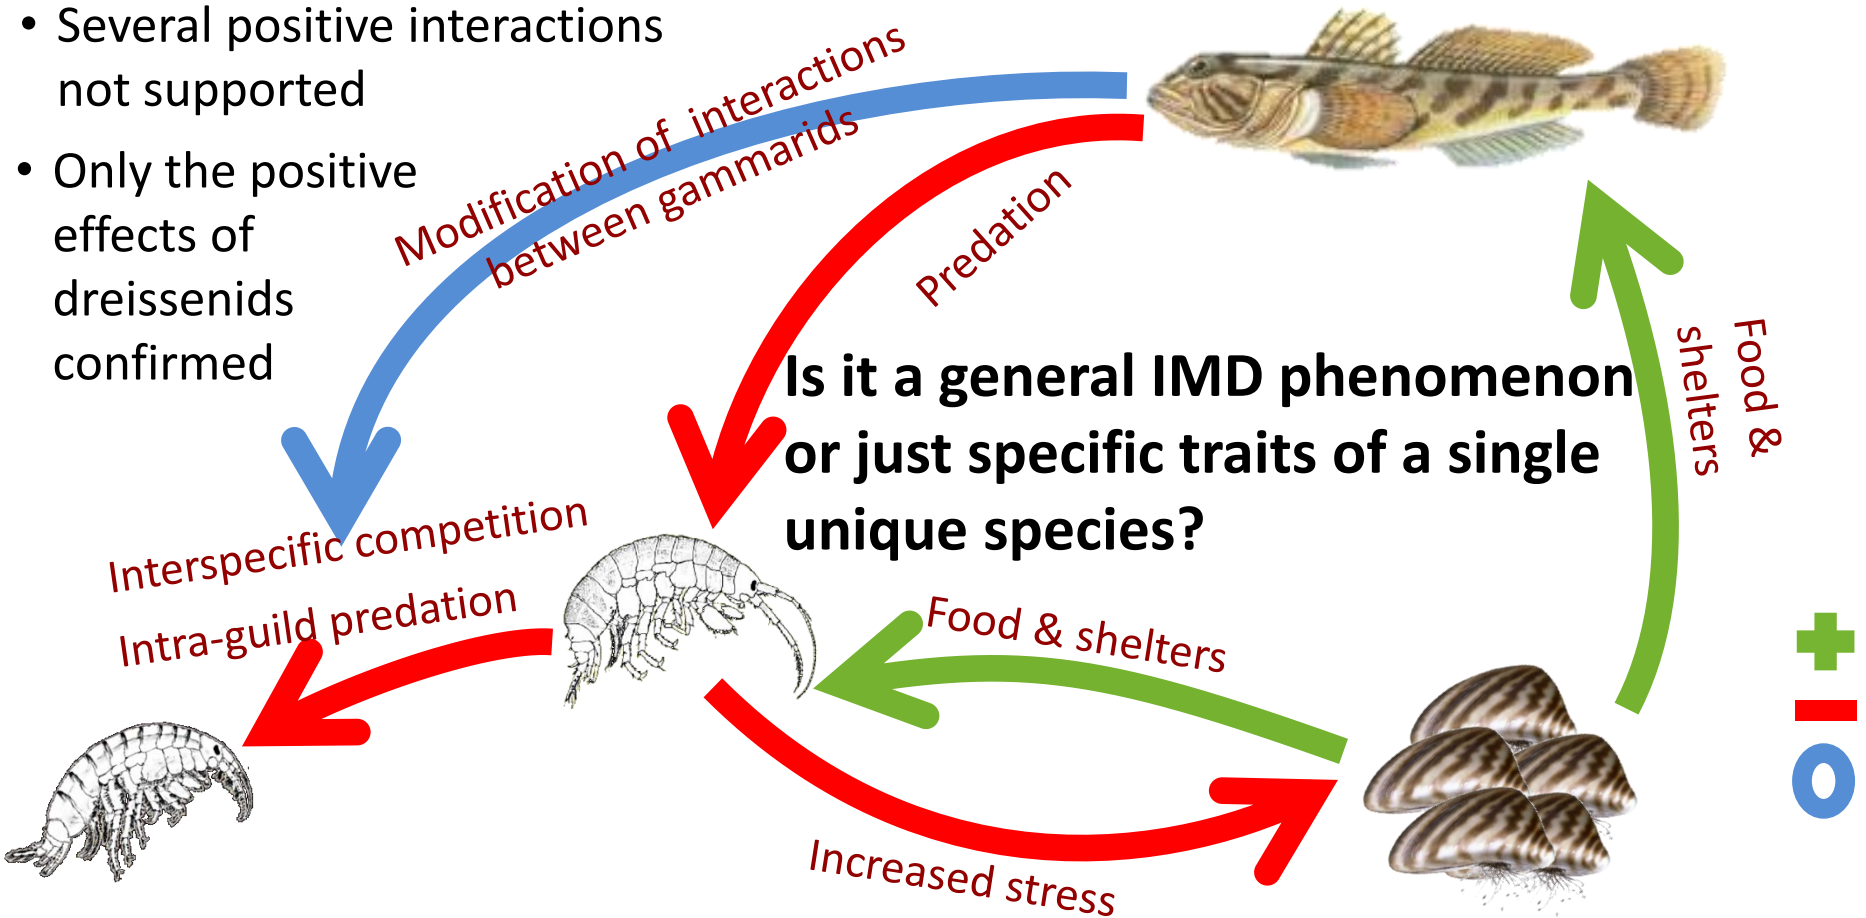 • Several positive interactions
not supported
• Only the positive
effects of
dreissenids
confirmed
Modification of interactions
between gammarids
Predation
Food &
shelters
Is it a general IMD phenomenon
or just specific traits of a single
unique species?
Interspecific competition
Intra-guild predation
Food & shelters
Increased stress